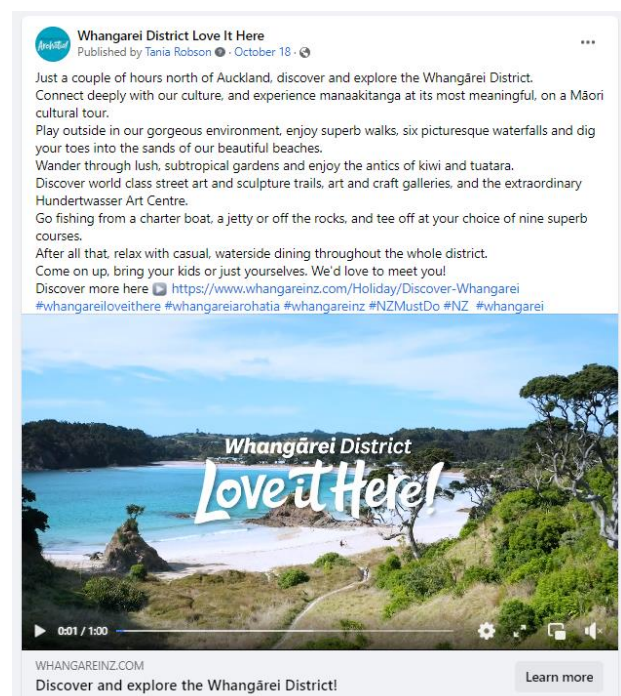 Whangarei District Love It Here
Published by Tania Robson · October 18 ·
Just a couple of hours north of Auckland, discover and explore the Whangārei District.
Connect deeply with our culture, and experience manaakitanga at its most meaningful, on a Māori
cultural tour.
Play outside in our gorgeous environment, enjoy superb walks, six picturesque waterfalls and dig
your toes into the sands of our beautiful beaches.
Wander through lush, subtropical gardens and enjoy the antics of kiwi and tuatara.
Discover world class street art and sculpture trails, art and craft galleries, and the extraordinary
Hundertwasser Art Centre.
Go fishing from a charter boat, a jetty or off the rocks, and tee off at your choice of nine superb
courses.
After all that, relax with casual, waterside dining throughout the whole district.
Come on up, bring your kids or just yourselves. We'd love to meet you!
Discover more here https://www.whangareinz.com/Holiday/Discover-Whangarei
#whangareiloveithere #whangareiarohatia #whangareinz #NZMustDo #NZ #whangarei
Whangārei District
Love it Here!
0:01 / 1:00
WHANGAREINZ.COM
Discover and explore the Whangārei District!
Learn more